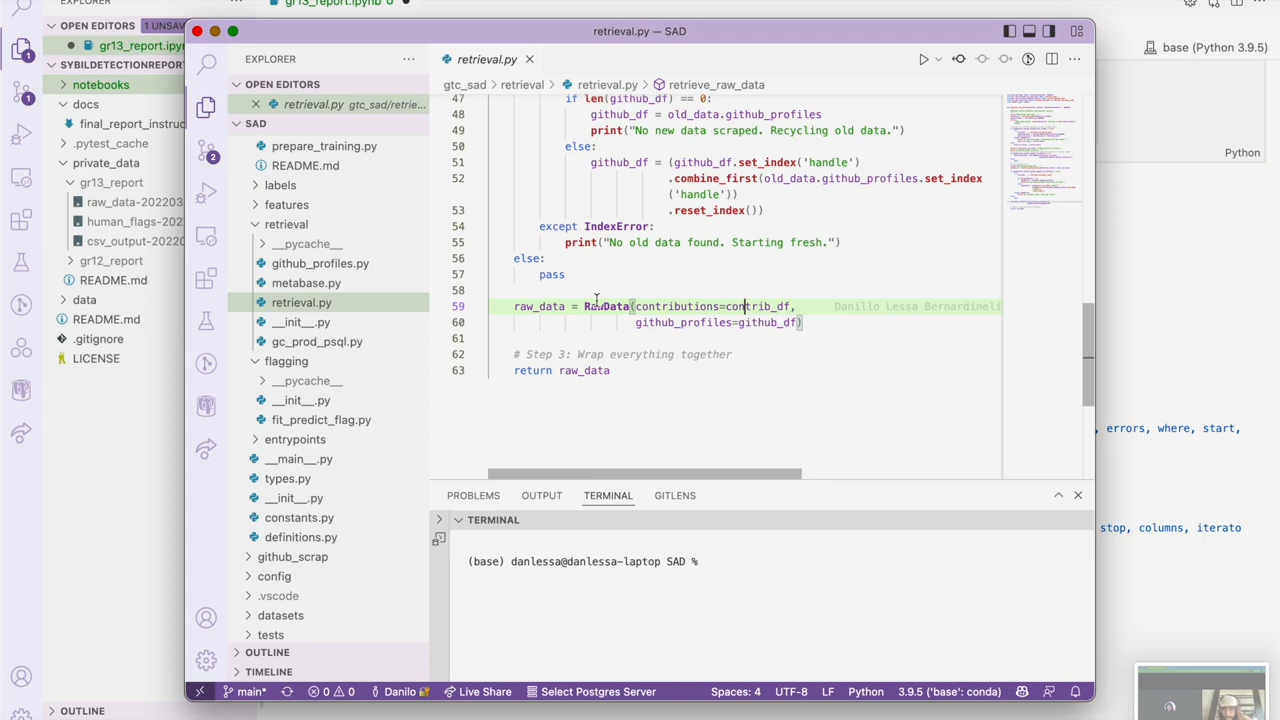 EXPLORER
gr13_report.ipynb
OPEN EDITORS
1 UNSAV
gr13_report.ipyn
SYBILDETECTIONREPORT
notebooks
docs
final_report_instruc
.pytest_cache
private_data
gr13_report
raw_data-202203
human_flags-202
csv_output-2022
gr12_report
README.md
data
README.md
.gitignore
LICENSE
OUTLINE
base (Python 3.9.5)
Python
, errors, where, start,
stop, columns, iterato
retrieval.py — SAD
EXPLORER
OPEN EDITORS
retrieval.py gtc_sad/retrie...
SAD
README.md
labels
features
retrieval
__pycache__
github_profiles.py
metabase.py
retrieval.py
__init__.py
gc_prod_psql.py
flagging
__pycache__
__init__.py
fit_predict_flag.py
entrypoints
__main__.py
types.py
__init__.py
constants.py
definitions.py
github_scrap
config
.vscode
datasets
tests
OUTLINE
TIMELINE
retrieval.py
gtc_sad > retrieval > retrieval.py > retrieve_raw_data
47 if len(github_df) == 0:
48 github_df = old_data.github_profiles
49 print("No new data scraped. Recycling old data.")
50 else:
51 github_df = (github_df.set_index('handle')
52 .combine_first(old_data.github_profiles.set_index
('handle'))
53 .reset_index())
54 except IndexError:
55 print("No old data found. Starting fresh.")
56 else:
57 pass
58
59 raw_data = RawData(contributions=contrib_df, Danillo Lessa Bernardineli
60 github_profiles=github_df)
61
62 # Step 3: Wrap everything together
63 return raw_data
PROBLEMS OUTPUT TERMINAL GITLENS
TERMINAL
(base) danlessa@danlessa-laptop SAD %
main* 0 0 Danilo Live Share Select Postgres Server Spaces: 4 UTF-8 LF Python 3.9.5 ('base': conda)